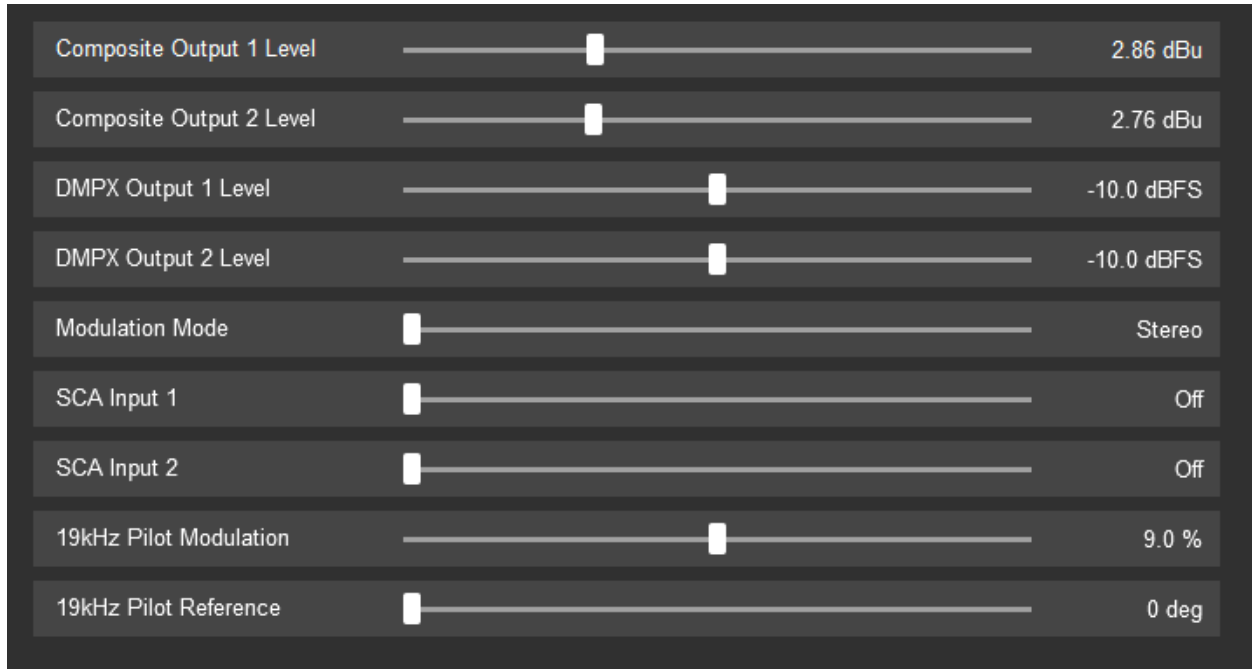 Composite Output 1 Level 2.86 dBu
Composite Output 2 Level 2.76 dBu
DMPX Output 1 Level -10.0 dBFS
DMPX Output 2 Level -10.0 dBFS
Modulation Mode Stereo
SCA Input 1 Off
SCA Input 2 Off
19kHz Pilot Modulation 9.0 %
19kHz Pilot Reference 0 deg